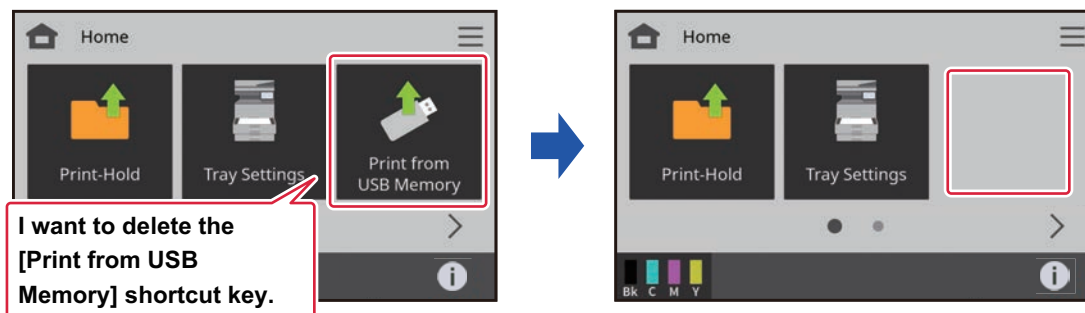 Home
Print-Hold
Tray Settings
Print from
USB Memory
I want to delete the
[Print from USB
Memory] shortcut key.
i
Home
Print-Hold
Tray Settings
Bk C M Y
i